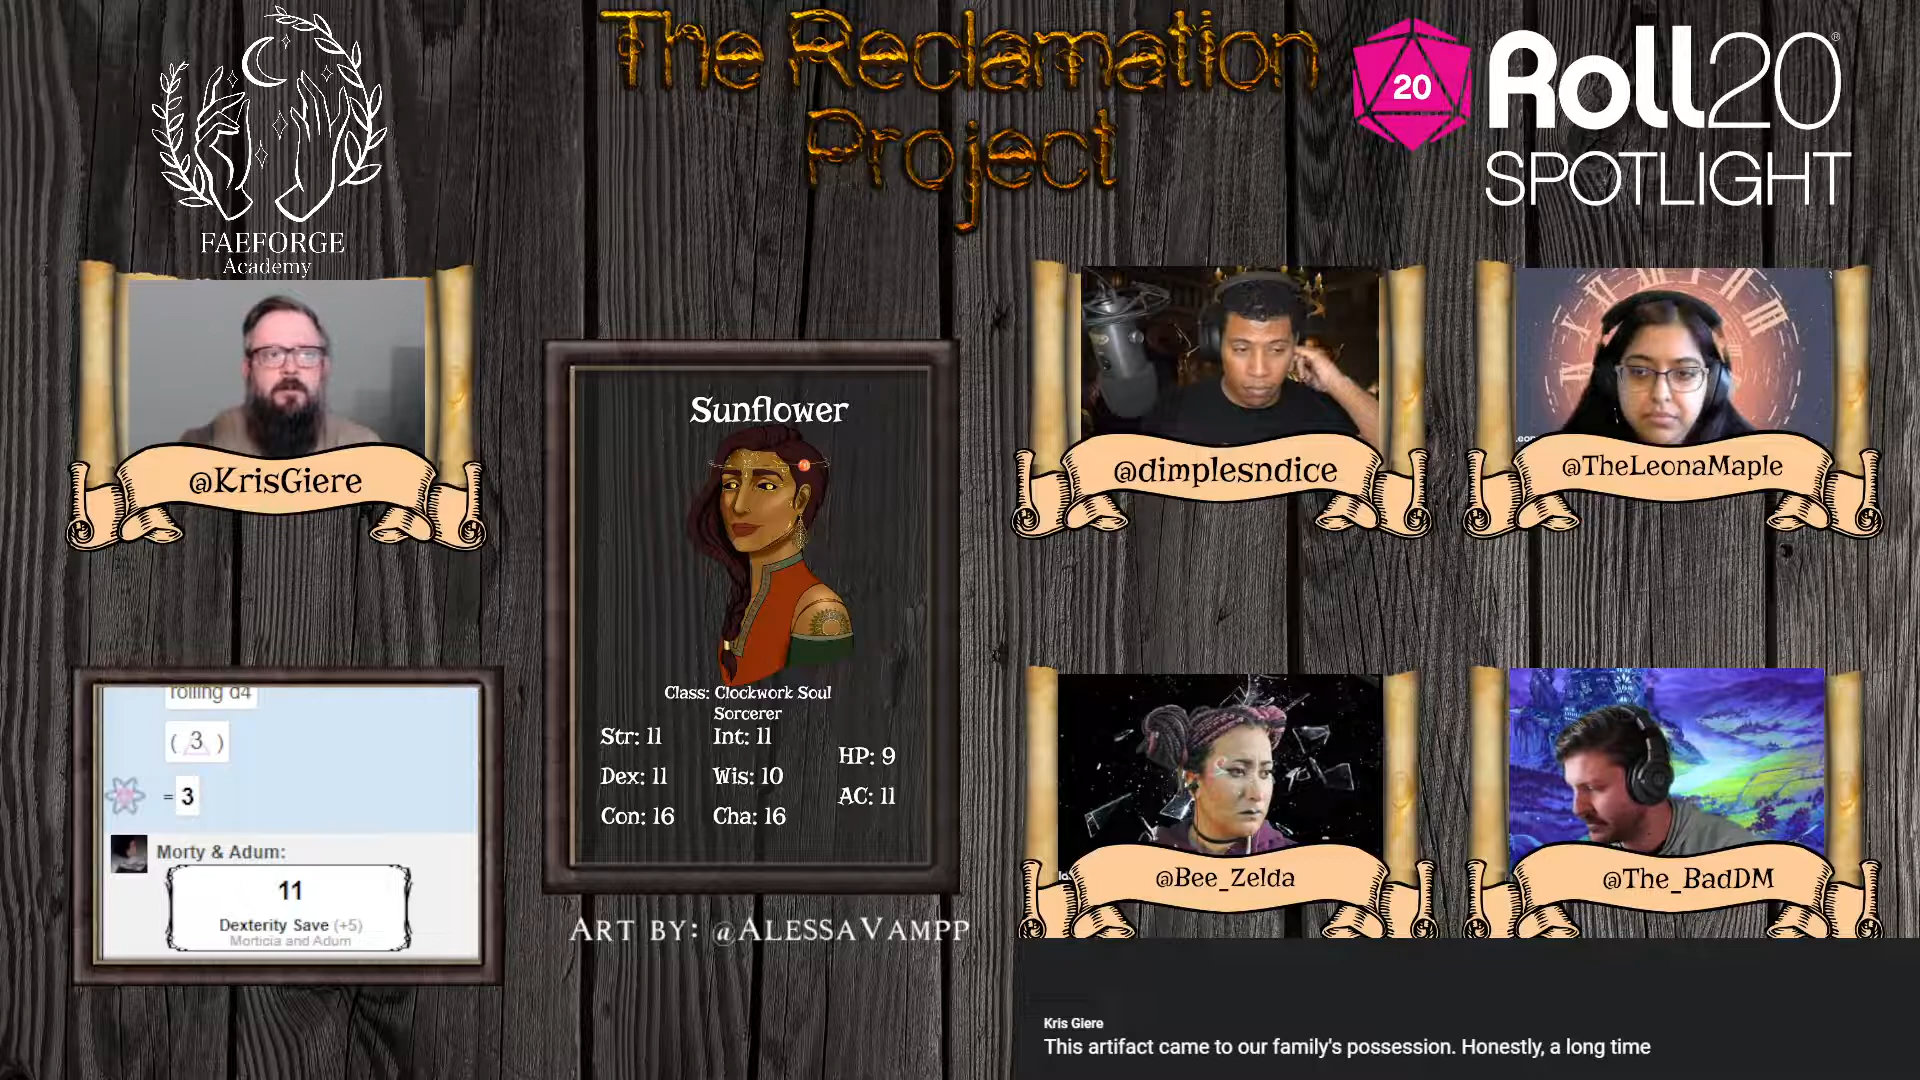 The Reclamation
Project
FAEFORGE
Academy
20
Roll20®
SPOTLIGHT
@KrisGiere
@dimplesndice
@TheLeonaMaple
Sunflower
Class: Clockwork Soul
Sorcerer
Str: 11
Int: 11
HP: 9
Dex: 11
Wis: 10
AC: 11
Con: 16
Cha: 16
rolling d4
( 3 )
= 3
Morty & Adum:
11
Dexterity Save (+5)
Morticia and Adum
@Bee_Zelda
@The_BadDM
ART BY: @ALESSAVAMPP
Kris Giere
This artifact came to our family's possession. Honestly, a long time